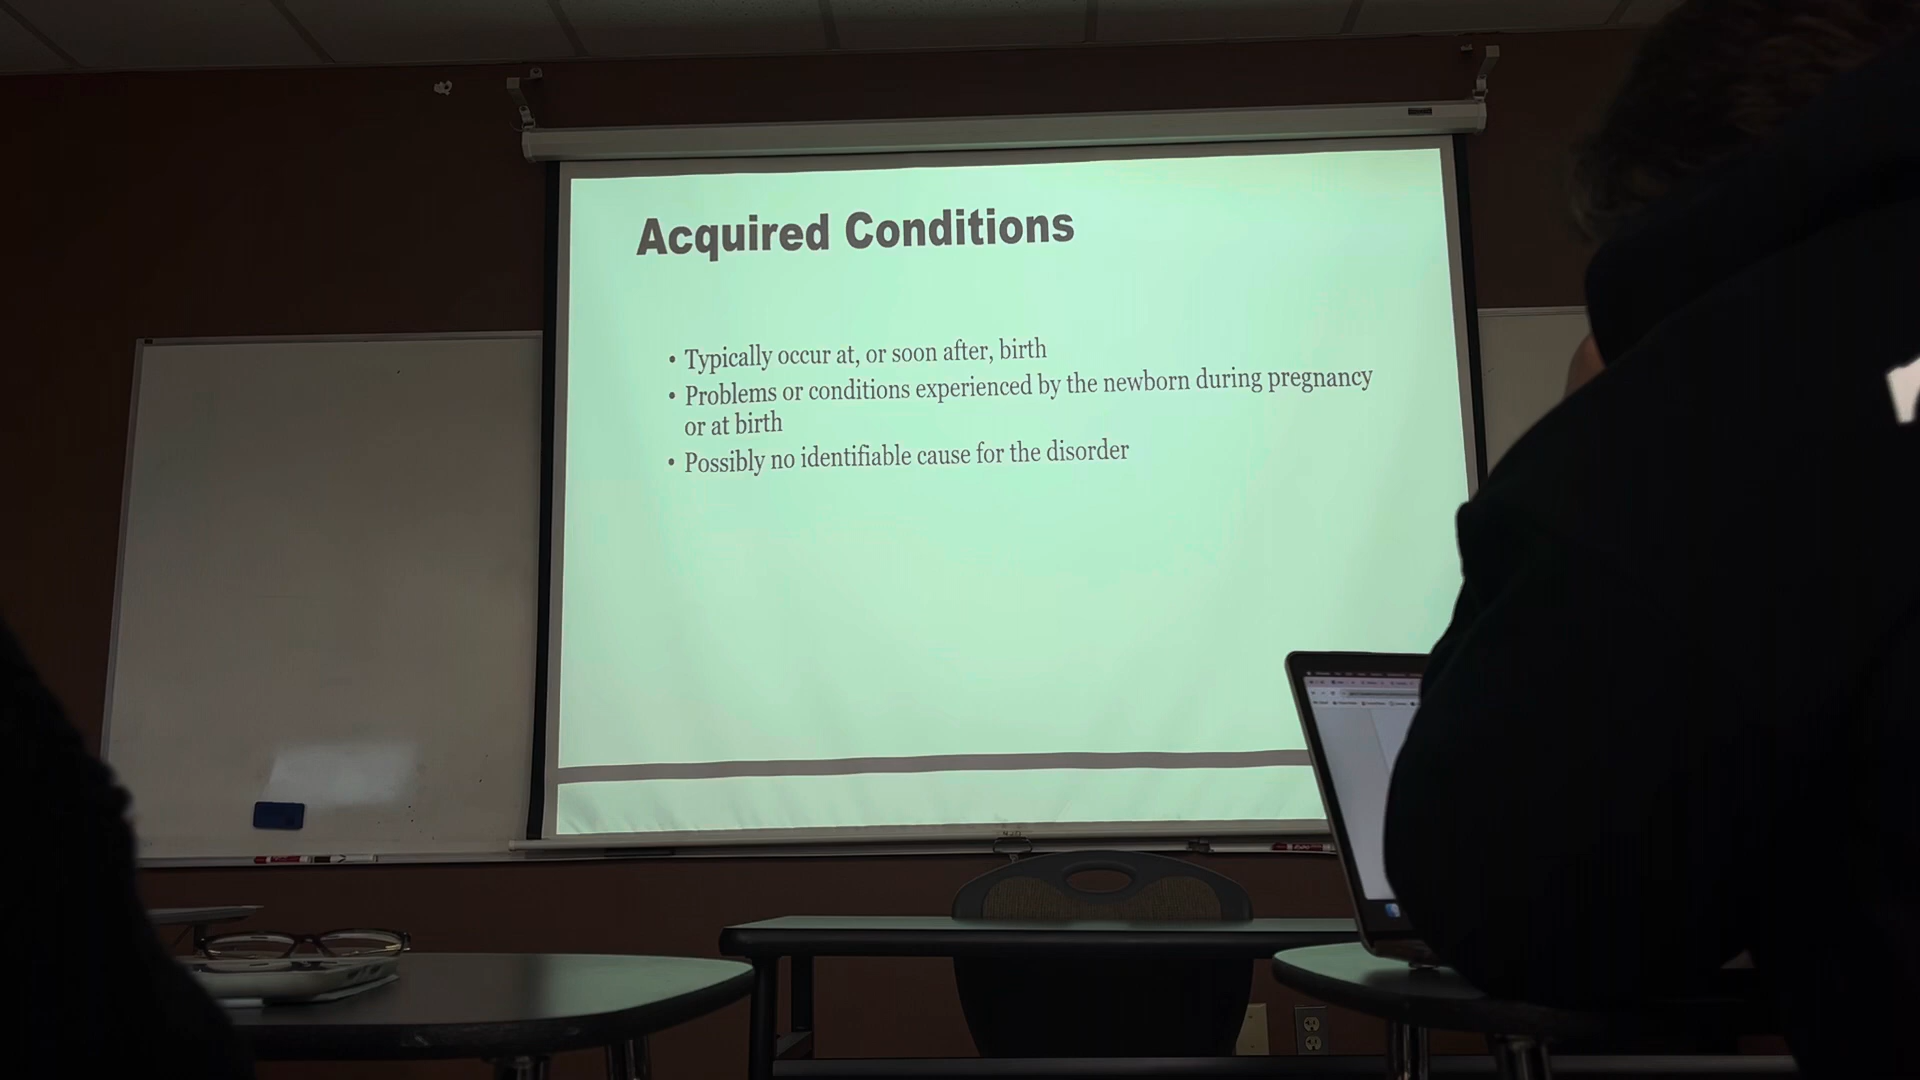 Acquired Conditions
• Typically occur at, or soon after, birth
• Problems or conditions experienced by the newborn during pregnancy
or at birth
• Possibly no identifiable cause for the disorder